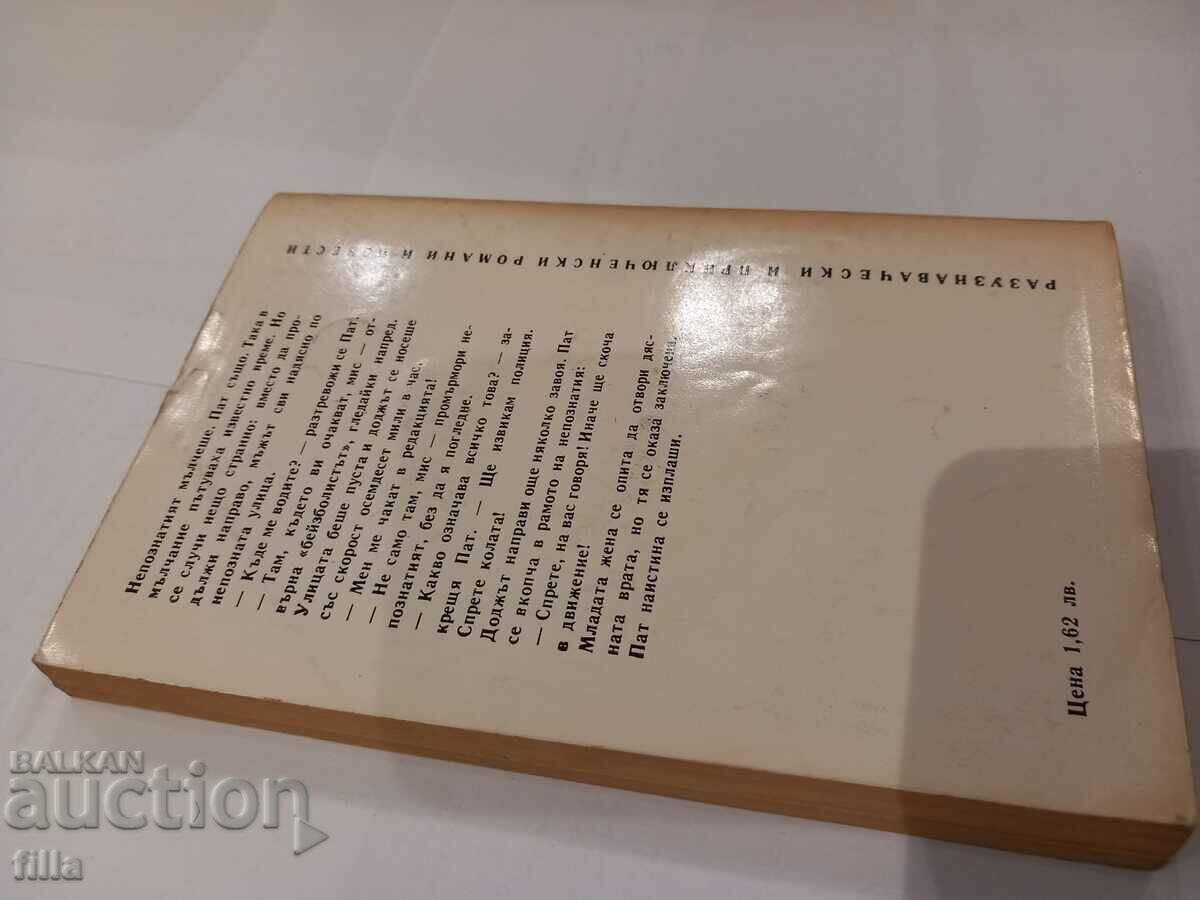 РАЗУЗНАВАЧЕСКИ И ПРИКЛЮЧЕНСКИ РОМАНИ И ПОВЕСТИ
Непознатият мълчеше. Пат също. Така в
мълчание пътуваха известно време. Но
се случи нещо странно: вместо да про-
дължи направо, мъжът сви надясно по
непозната улица.
— Къде ме водите? — разтревожи се Пат.
— Там, където ви очакват, мис — от-
върна «бейзболистът», гледайки напред.
Улицата беше пуста и доджът се носеше
със скорост осемдесет мили в час.
— Мен ме чакат в редакцията!
— Не само там, мис — промърмори не-
познатият, без да я погледне.
— Какво означава всичко това? — за-
крещя Пат. — Ще извикам полиция.
Спрете колата!
Доджът направи още няколко завоя. Пат
се вкопча в рамото на непознатия:
— Спрете, на вас говоря! Иначе ще скоча
в движение!
Младата жена се опита да отвори дяс-
ната врата, но тя се оказа заключена.
Пат наистина се изплаши.
Цена 1,62 лв.
BALKAN
auction
filla